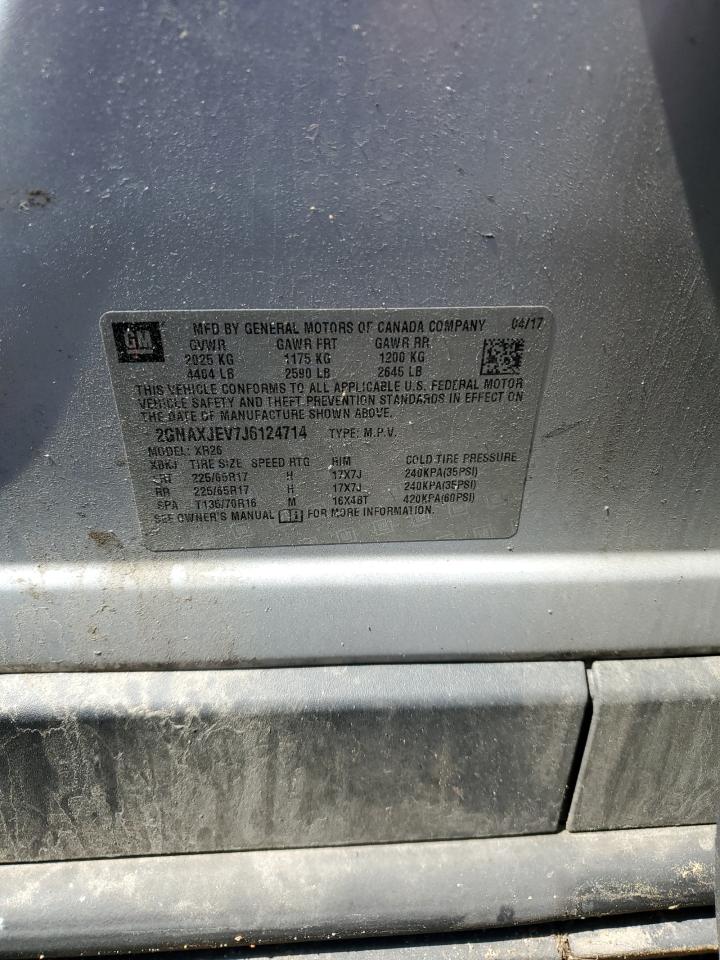 GM MFD BY GENERAL MOTORS OF CANADA COMPANY 04/17
GVWR GAWR FRT GAWR RR
2025 KG 1175 KG 1200 KG
4464 LB 2590 LB 2645 LB
THIS VEHICLE CONFORMS TO ALL APPLICABLE U.S. FEDERAL MOTOR
VEHICLE SAFETY AND THEFT PREVENTION STANDARDS IN EFFECT ON
THE DATE OF MANUFACTURE SHOWN ABOVE.
2GNAXJEV7J6124714 TYPE: M.P.V.
MODEL: XR26
XBKJ TIRE SIZE SPEED RTG RIM COLD TIRE PRESSURE
FRT 225/65R17 H 17X7J 240KPA(35PSI)
RR 225/65R17 H 17X7J 240KPA(35PSI)
SPA T135/70R16 M 16X4BT 420KPA(60PSI)
SEE OWNER'S MANUAL FOR MORE INFORMATION.